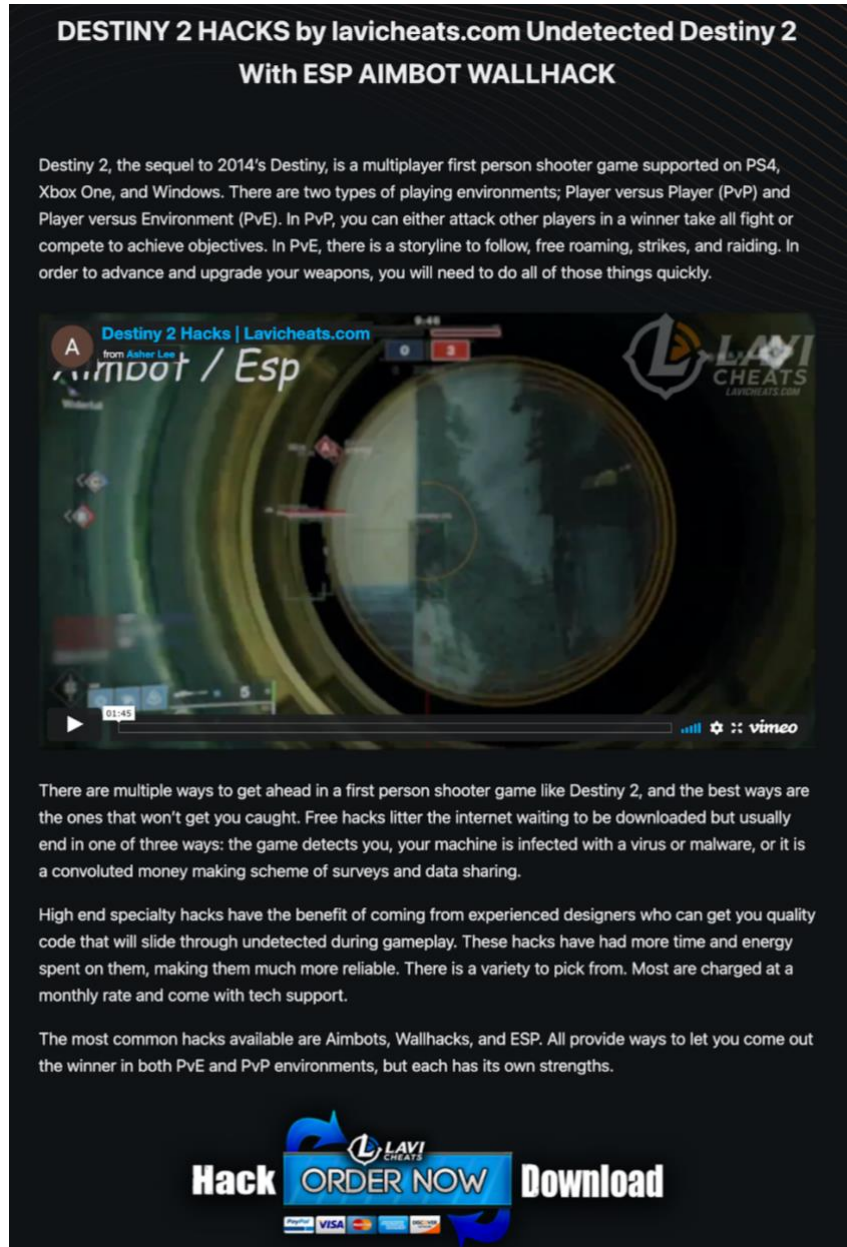 DESTINY 2 HACKS by lavicheats.com Undetected Destiny 2
With ESP AIMBOT WALLHACK
Destiny 2, the sequel to 2014's Destiny, is a multiplayer first person shooter game supported on PS4,
Xbox One, and Windows. There are two types of playing environments; Player versus Player (PvP) and
Player versus Environment (PvE). In PvP, you can either attack other players in a winner take all fight or
compete to achieve objectives. In PvE, there is a storyline to follow, free roaming, strikes, and raiding. In
order to advance and upgrade your weapons, you will need to do all of those things quickly.
A
Destiny 2 Hacks | Lavicheats.com
from Asher Lee
Aimbot / Esp
9:46
0 3
LAVI
CHEATS
LAVICHEATS.COM
C
A
5
01:45
vimeo
There are multiple ways to get ahead in a first person shooter game like Destiny 2, and the best ways are
the ones that won't get you caught. Free hacks litter the internet waiting to be downloaded but usually
end in one of three ways: the game detects you, your machine is infected with a virus or malware, or it is
a convoluted money making scheme of surveys and data sharing.
High end specialty hacks have the benefit of coming from experienced designers who can get you quality
code that will slide through undetected during gameplay. These hacks have had more time and energy
spent on them, making them much more reliable. There is a variety to pick from. Most are charged at a
monthly rate and come with tech support.
The most common hacks available are Aimbots, Wallhacks, and ESP. All provide ways to let you come out
the winner in both PvE and PvP environments, but each has its own strengths.
LAVI
CHEATS
Hack ORDER NOW Download
PayPal VISA MasterCard AMERICAN EXPRESS DISCOVER